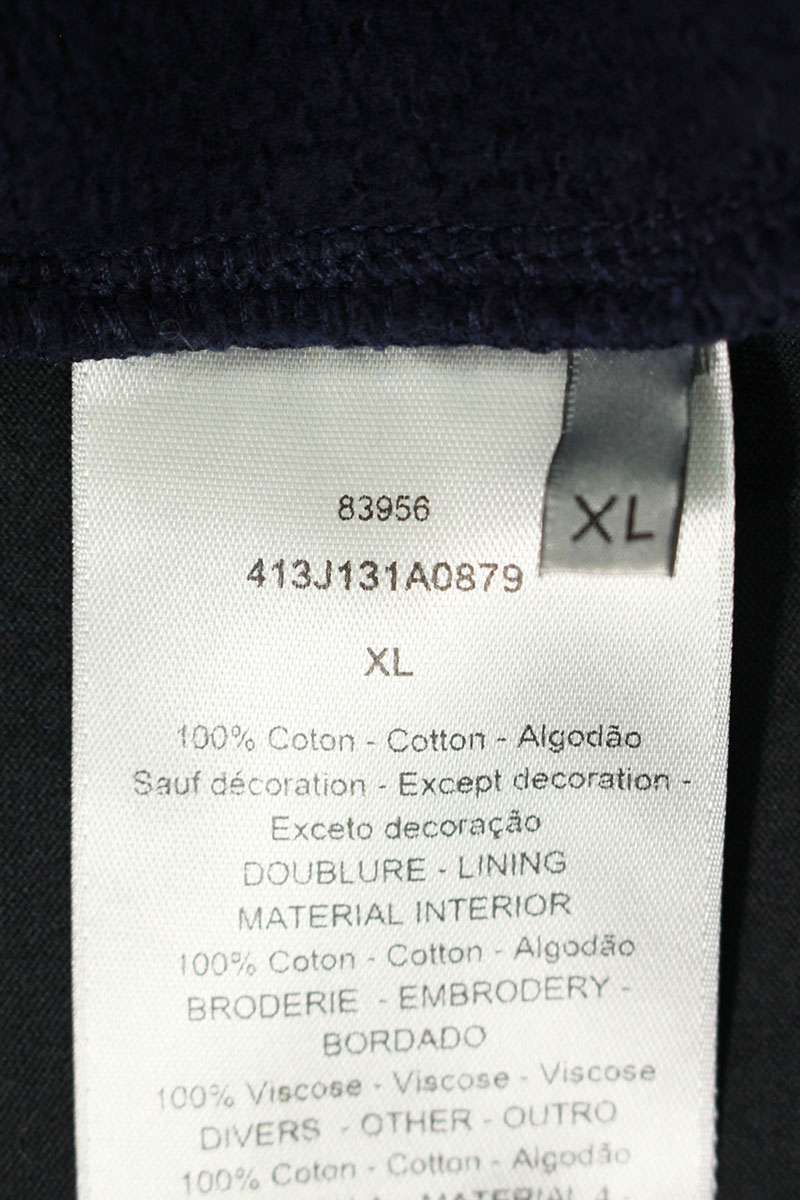 83956
XL
413J131A0879
XL
100% Coton - Cotton - Algodão
Sauf décoration - Except decoration -
Exceto decoração
DOUBLURE - LINING
MATERIAL INTERIOR
100% Coton - Cotton - Algodão
BRODERIE - EMBRODERY -
BORDADO
100% Viscose - Viscose - Viscose
DIVERS - OTHER - OUTRO
100% Coton - Cotton - Algodão
MATERIAL